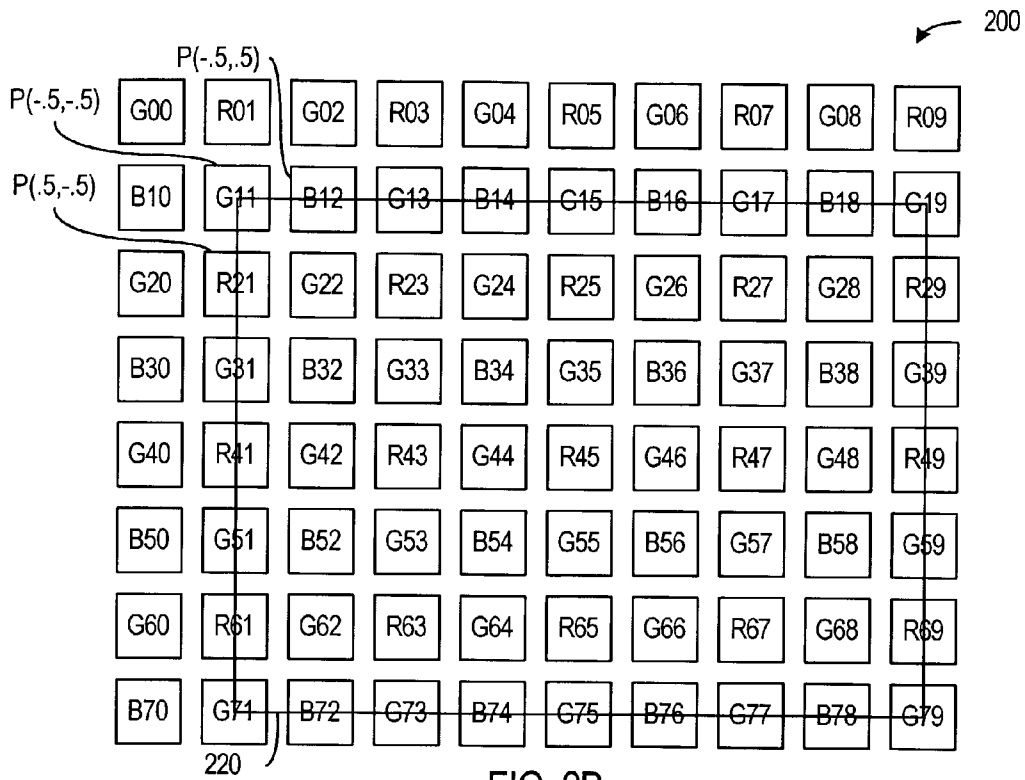 200
P(-.5,.5)
P(-.5,-.5)
P(.5,-.5)
G00 R01 G02 R03 G04 R05 G06 R07 G08 R09
B10 G11 B12 G13 B14 G15 B16 G17 B18 G19
G20 R21 G22 R23 G24 R25 G26 R27 G28 R29
B30 G31 B32 G33 B34 G35 B36 G37 B38 G39
G40 R41 G42 R43 G44 R45 G46 R47 G48 R49
B50 G51 B52 G53 B54 G55 B56 G57 B58 G59
G60 R61 G62 R63 G64 R65 G66 R67 G68 R69
B70 G71 B72 G73 B74 G75 B76 G77 B78 G79
220
FIG. 2B